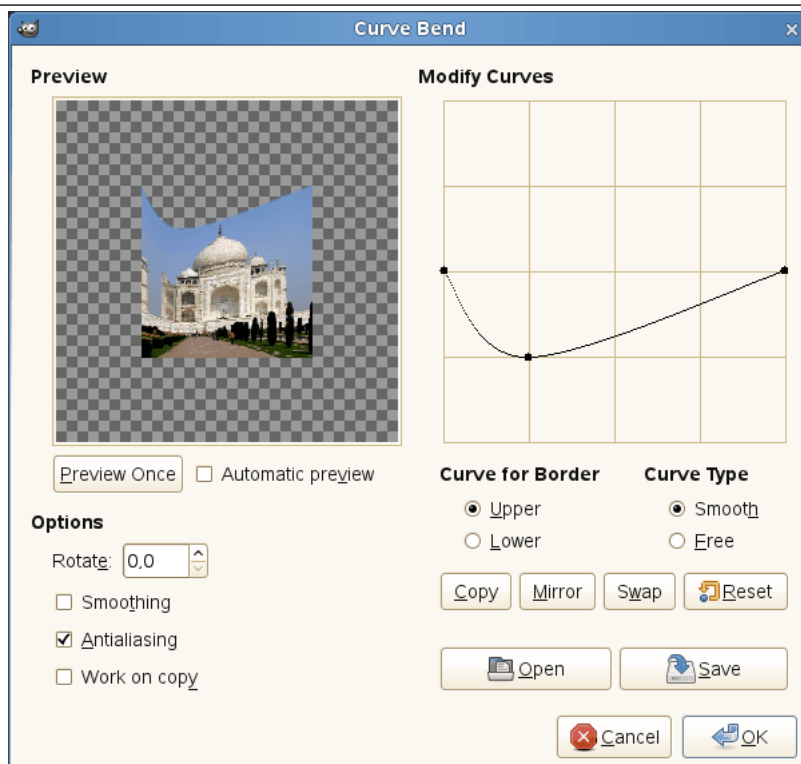 Curve Bend
Preview
Modify Curves
Preview Once
Automatic preview
Curve for Border
Curve Type
Upper
Smooth
Lower
Free
Options
Rotate: 0,0
Smoothing
Antialiasing
Work on copy
Copy
Mirror
Swap
Reset
Open
Save
Cancel
OK